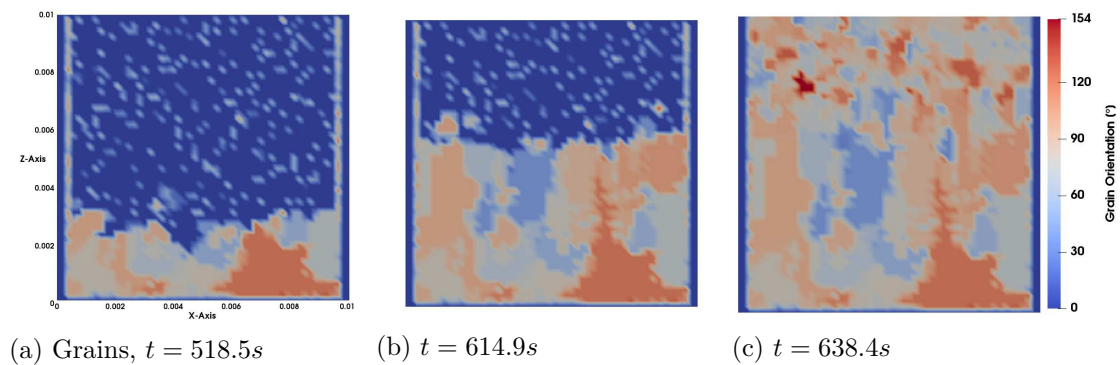 0.01
0.008
0.006
Z-Axis
0.004
0.002
0
0 0.002 0.004 0.006 0.008 0.01
X-Axis
154
120
90
60
30
0
Grain Orientation (°)
(a) Grains, t = 518.5s
(b) t = 614.9s
(c) t = 638.4s